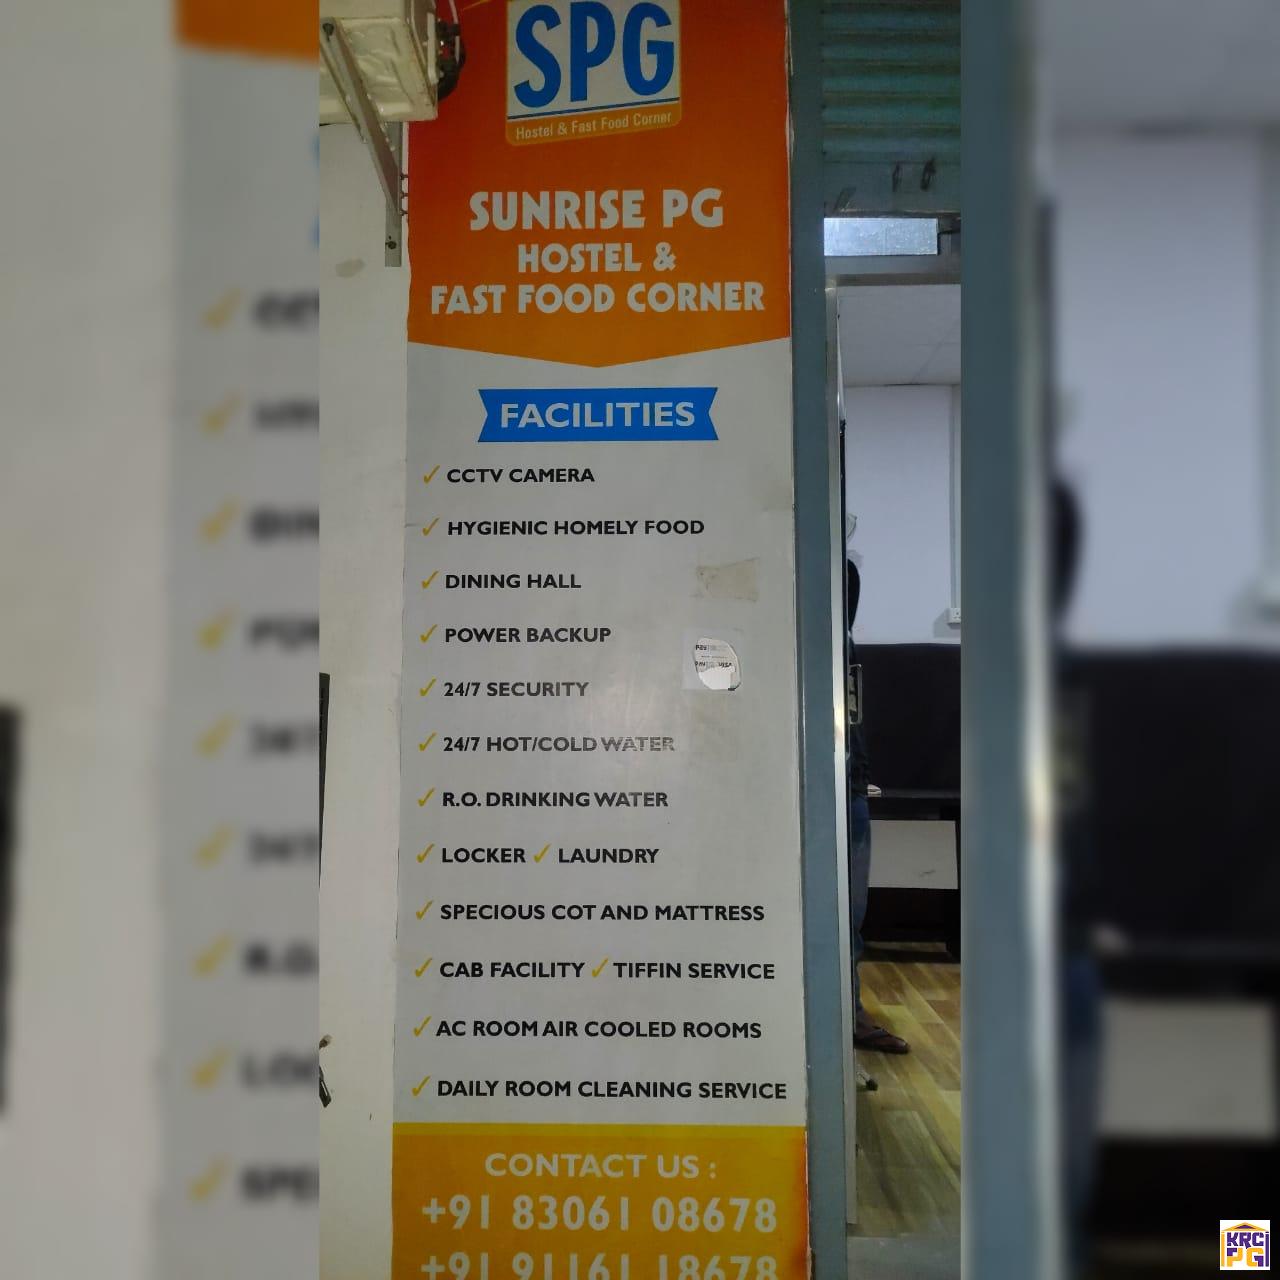 SPG
Hostel & Fast Food Corner
SUNRISE PG
HOSTEL &
FAST FOOD CORNER
FACILITIES
✓ CCTV CAMERA
✓ HYGIENIC HOMELY FOOD
✓ DINING HALL
✓ POWER BACKUP
✓ 24/7 SECURITY
✓ 24/7 HOT/COLD WATER
✓ R.O. DRINKING WATER
✓ LOCKER ✓ LAUNDRY
✓ SPECIOUS COT AND MATTRESS
✓ CAB FACILITY ✓ TIFFIN SERVICE
✓ AC ROOM AIR COOLED ROOMS
✓ DAILY ROOM CLEANING SERVICE
CONTACT US :
+91 83061 08678
+91 91161 18678
KRC
PG